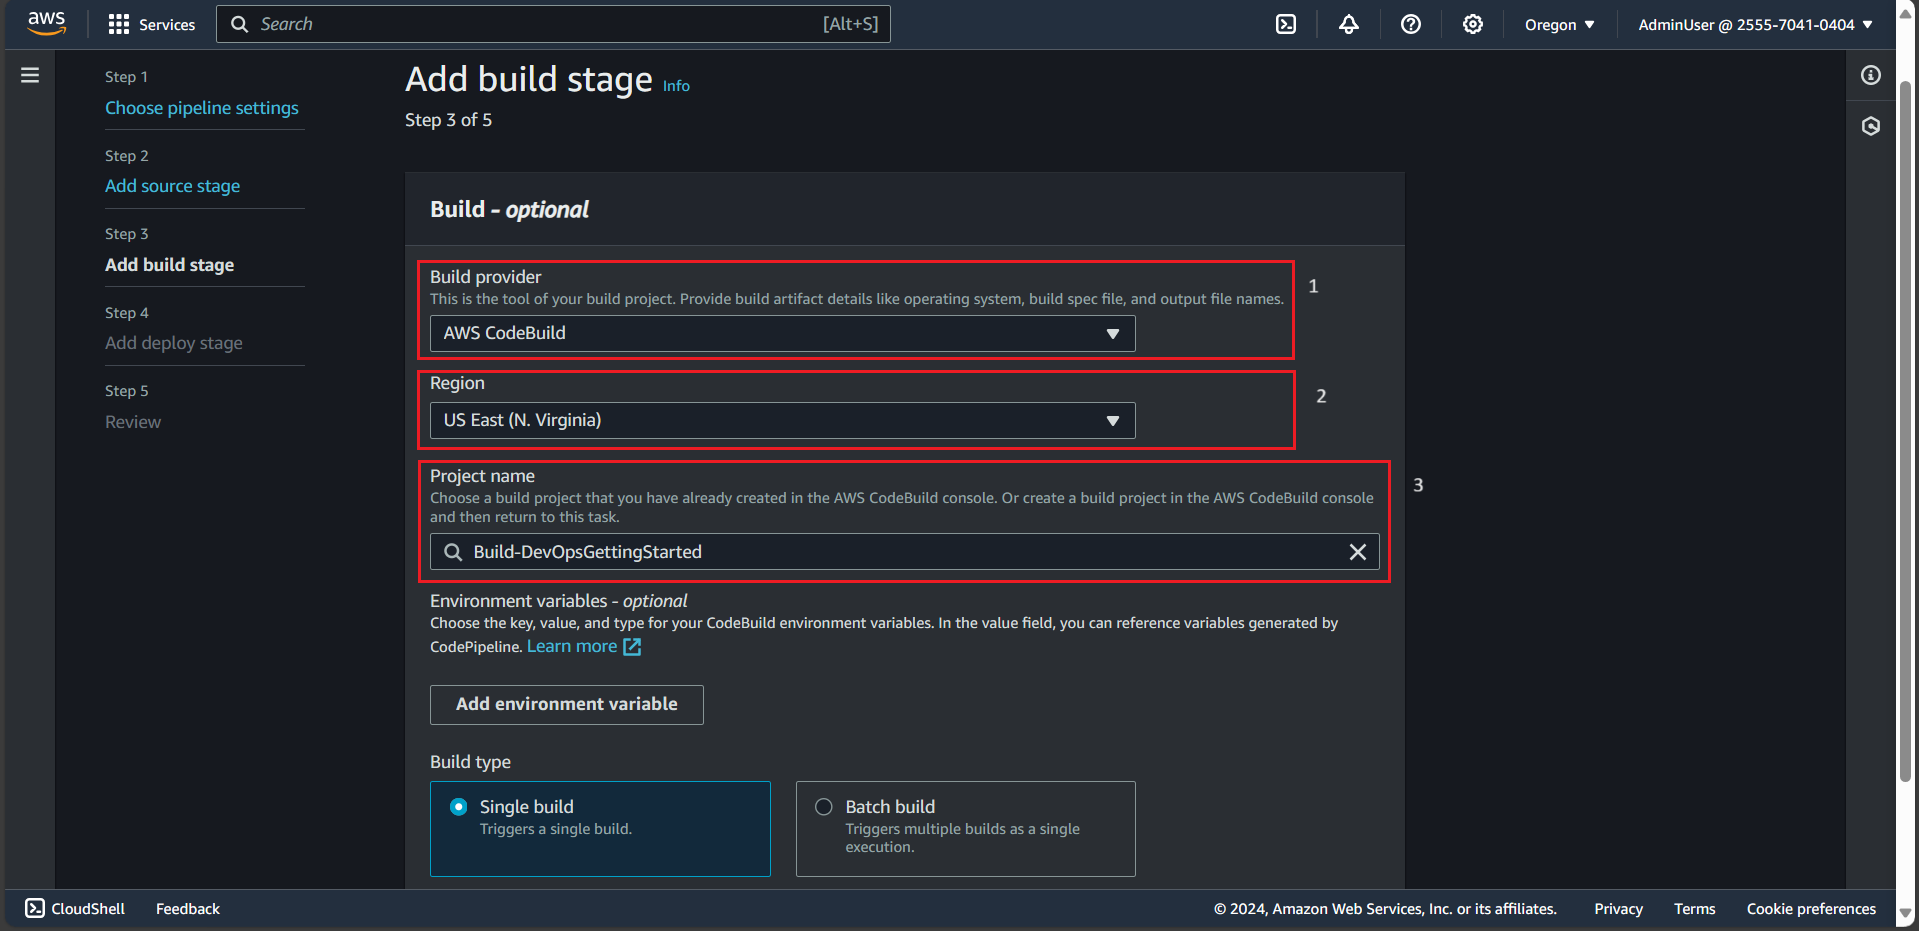 aws
Services
Search
[Alt+S]
Oregon
AdminUser @ 2555-7041-0404
Step 1
Choose pipeline settings
Step 2
Add source stage
Step 3
Add build stage
Step 4
Add deploy stage
Step 5
Review
Add build stage Info
Step 3 of 5
Build - optional
Build provider
This is the tool of your build project. Provide build artifact details like operating system, build spec file, and output file names.
AWS CodeBuild
1
Region
US East (N. Virginia)
2
Project name
Choose a build project that you have already created in the AWS CodeBuild console. Or create a build project in the AWS CodeBuild console
and then return to this task.
Build-DevOpsGettingStarted
3
Environment variables - optional
Choose the key, value, and type for your CodeBuild environment variables. In the value field, you can reference variables generated by
CodePipeline. Learn more
Add environment variable
Build type
Single build
Triggers a single build.
Batch build
Triggers multiple builds as a single
execution.
CloudShell
Feedback
© 2024, Amazon Web Services, Inc. or its affiliates.
Privacy
Terms
Cookie preferences